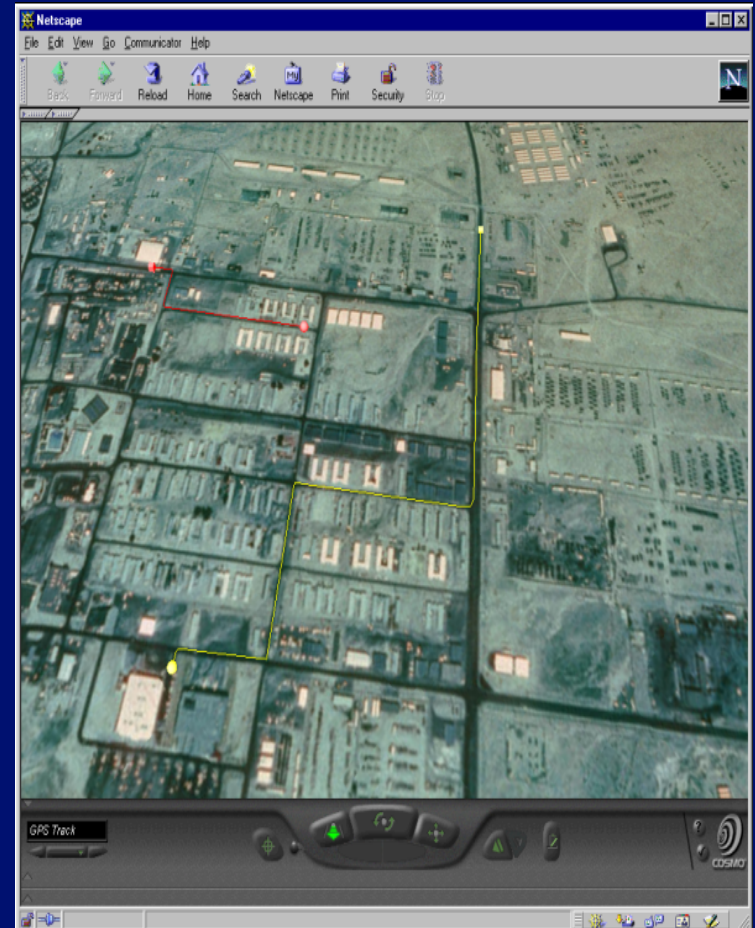 Netscape
File Edit View Go Communicator Help
Back Forward Reload Home Search Netscape Print Security Stop
My
N
GPS Track
?
COSMO